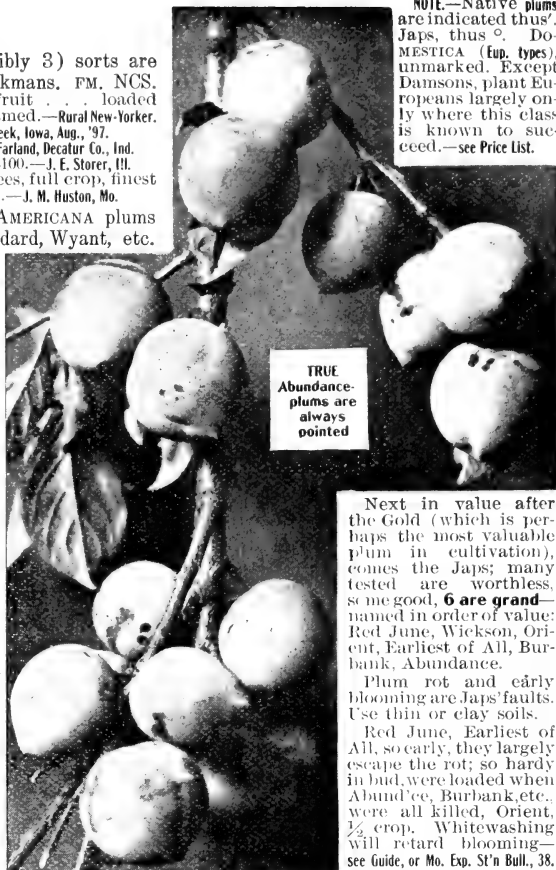 ibly 3) sorts are
kmans. FM. NCS.
fruit . . . loaded
med.—Rural New-Yorker.
eek, Iowa, Aug., '97.
Farland, Decatur Co., Ind.
$100.—J. E. Storer, Ill.
ees, full crop, finest
.—J. M. Huston, Mo.
AMERICANA plums
dard, Wyant, etc.
NOTE.—Native plums
are indicated thus'.
Japs, thus °. Do-
MESTICA (Eup. types),
unmarked. Except
Damsons, plant Eu-
ropeans largely on-
ly where this class
is known to suc-
ceed.—see Price List.
TRUE
Abundance-
plums are
always
pointed
Next in value after
the Gold (which is per-
haps the most valuable
plum in cultivation),
comes the Japs; many
tested are worthless,
some good, 6 are grand—
named in order of value:
Red June, Wickson, Ori-
ent, Earliest of All, Bur-
bank, Abundance.
Plum rot and early
blooming are Japs' faults.
Use thin or clay soils.
Red June, Earliest of
All, so early, they largely
escape the rot; so hardy
in bud, were loaded when
Abund'ce, Burbank, etc.,
were all killed, Orient,
½ crop. Whitewashing
will retard blooming—
see Guide, or Mo. Exp. St'n Bull., 38.